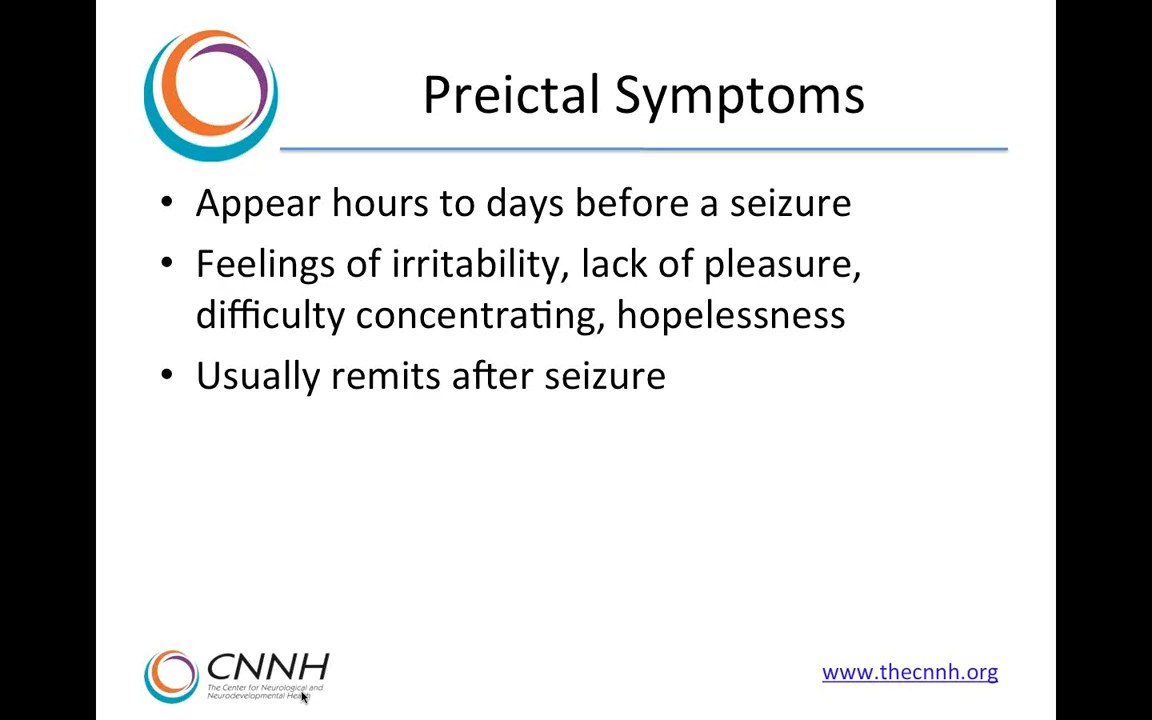 Preictal Symptoms
• Appear hours to days before a seizure
• Feelings of irritability, lack of pleasure,
difficulty concentrating, hopelessness
• Usually remits after seizure
CNNH
The Center for Neurological and
Neurodevelopmental Health
www.thecnnh.org